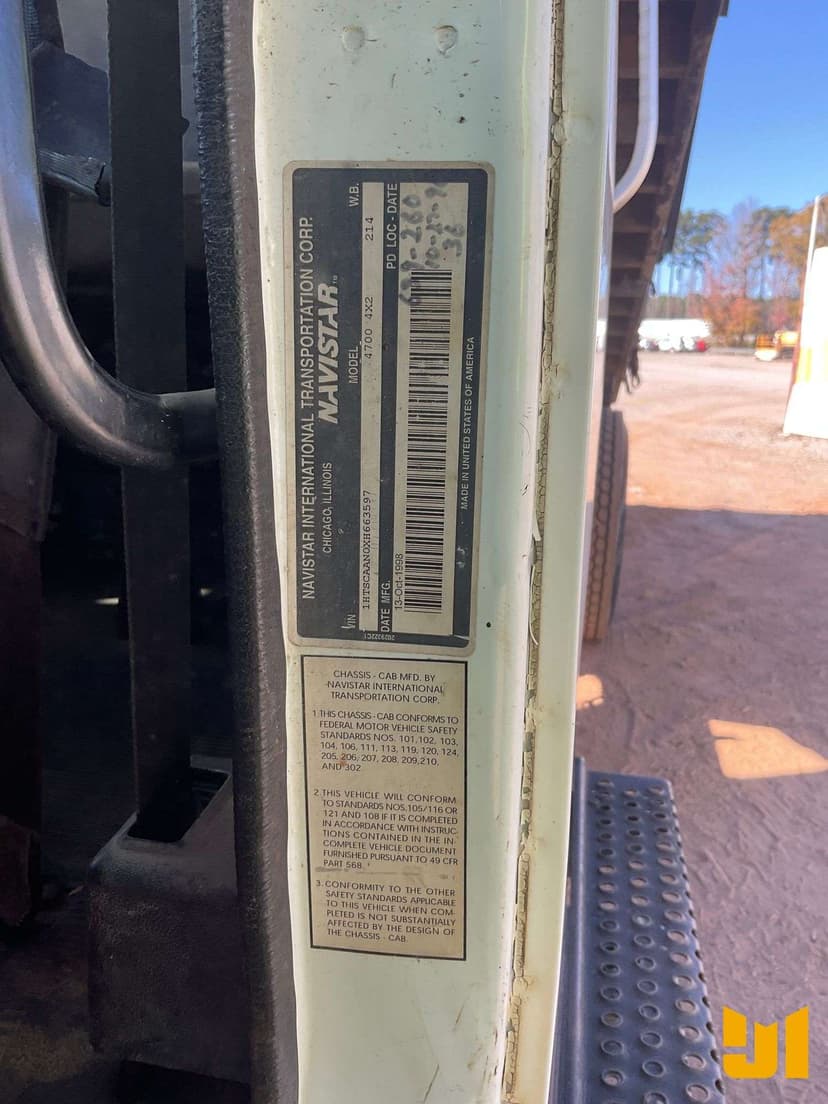 NAVISTAR INTERNATIONAL TRANSPORTATION CORP.
CHICAGO, ILLINOIS NAVISTAR
VIN MODEL W.B.
1HTSCAAN0XH663597 4700 4X2 214
DATE MFG. PD LOC - DATE
13-Oct-1998
MADE IN UNITED STATES OF AMERICA
2029322C1
CHASSIS - CAB MFD. BY
NAVISTAR INTERNATIONAL
TRANSPORTATION CORP.
1 THIS CHASSIS - CAB CONFORMS TO
FEDERAL MOTOR VEHICLE SAFETY
STANDARDS NOS. 101, 102, 103,
104, 106, 111, 113, 119, 120, 124,
205, 206, 207, 208, 209, 210,
AND 302
2. THIS VEHICLE WILL CONFORM
TO STANDARDS NOS, 105/116 OR
121 AND 108 IF IT IS COMPLETED
IN ACCORDANCE WITH INSTRUC-
TIONS CONTAINED IN THE IN-
COMPLETE VEHICLE DOCUMENT
FURNISHED PURSUANT TO 49 CFR
PART 568.
3. CONFORMITY TO THE OTHER
SAFETY STANDARDS APPLICABLE
TO THIS VEHICLE WHEN COM-
PLETED IS NOT SUBSTANTIALLY
AFFECTED BY THE DESIGN OF
THE CHASSIS - CAB.